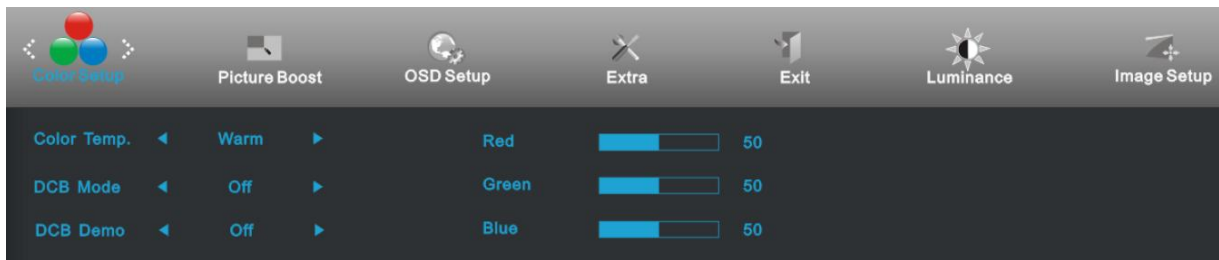 Color Setup
Picture Boost
OSD Setup
Extra
Exit
Luminance
Image Setup
Color Temp. Warm Red 50
DCB Mode Off Green 50
DCB Demo Off Blue 50